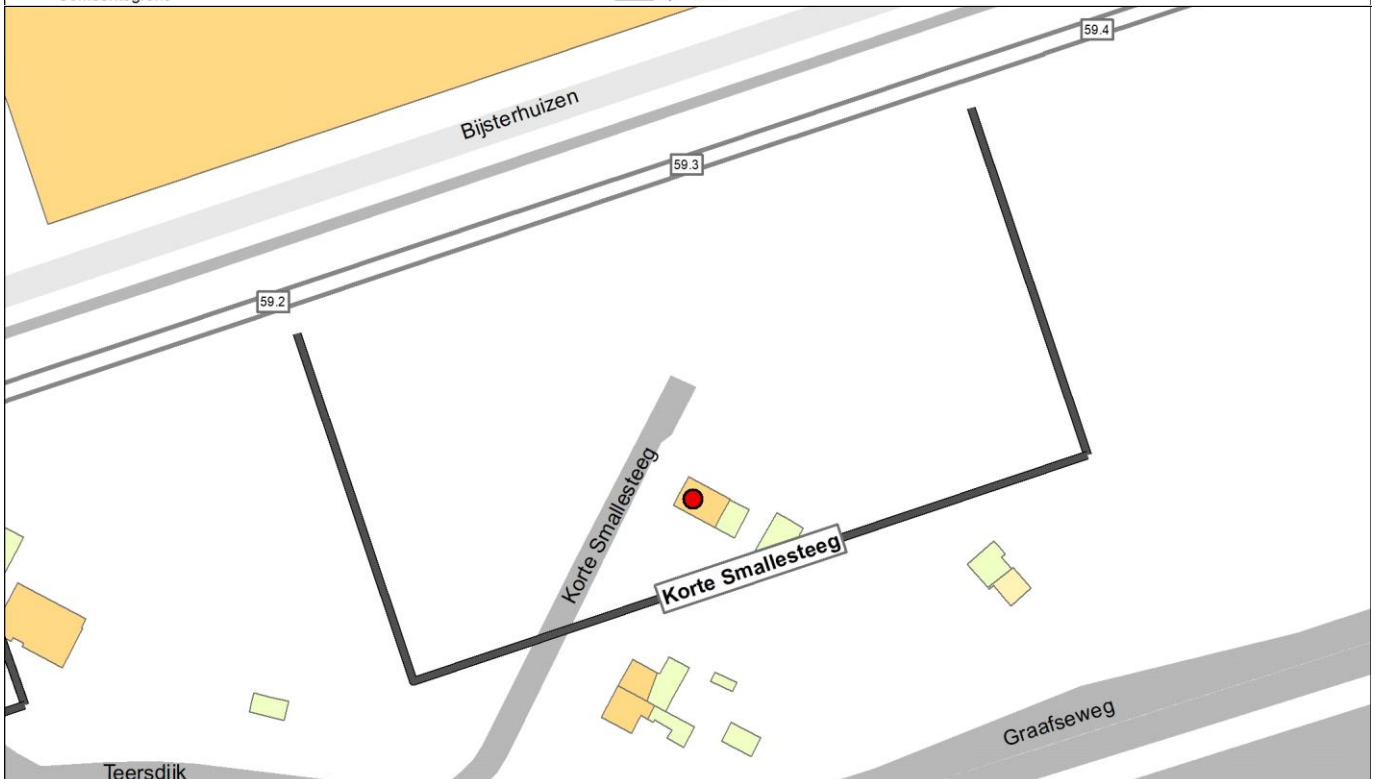 59.4
Bijsterhuizen
59.3
59.2
Korte Smallesteeg
Korte Smallesteeg
Graafseweg
Teersdijk